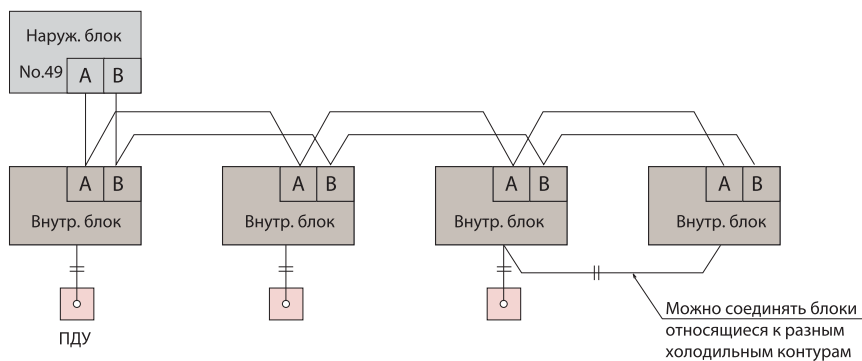 Наруж. блок
No.49 А В
А В
Внутр. блок
А В
Внутр. блок
А В
Внутр. блок
А В
Внутр. блок
ПДУ
Можно соединять блоки
относящиеся к разным
холодильным контурам